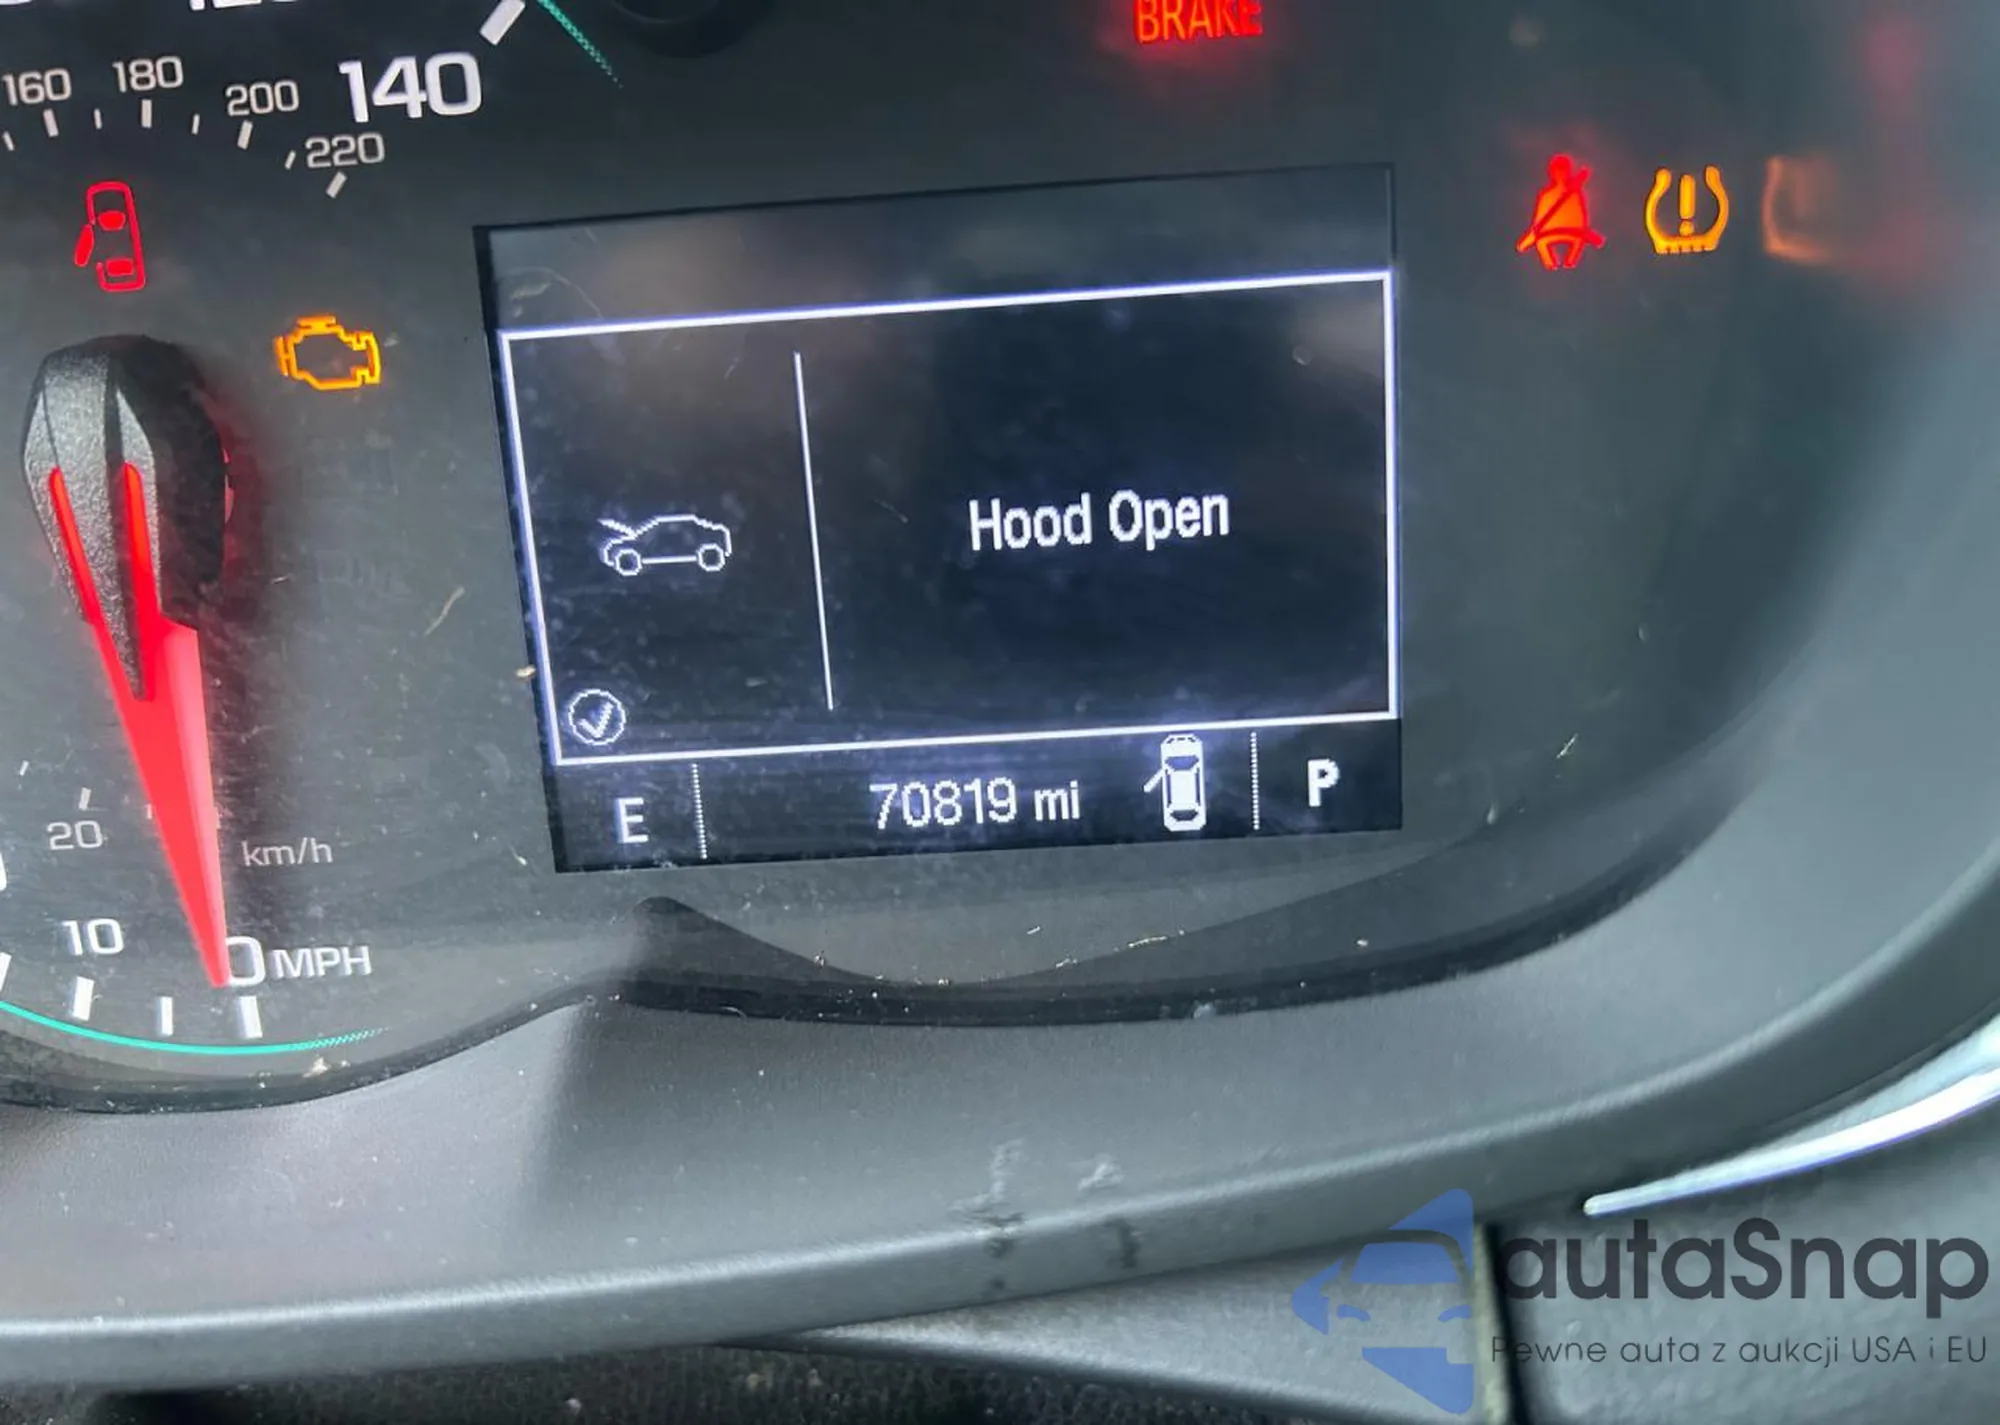 BRAKE
160 180 200 140
220
Hood Open
E 70819 mi P
20
km/h
10 0 MPH
autaSnap
Pewne auta z aukcji USA i EU